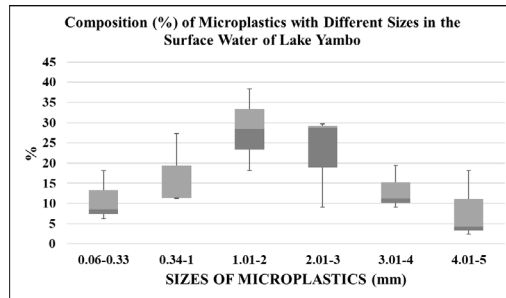 Composition (%) of Microplastics with Different Sizes in the
Surface Water of Lake Yambo
45
40
35
30
25
20
15
10
5
0
%
0.06-0.33 0.34-1 1.01-2 2.01-3 3.01-4 4.01-5
SIZES OF MICROPLASTICS (mm)